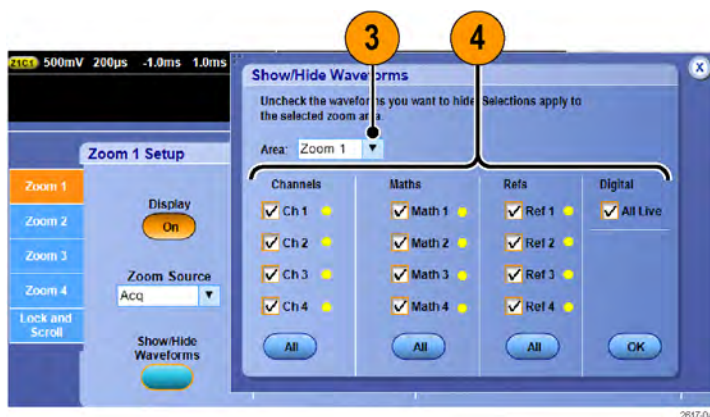 3 4
Z1C1 500mV 200µs -1.0ms 1.0ms
Show/Hide Waveforms
X
Uncheck the waveforms you want to hide. Selections apply to
the selected zoom area.
Area: Zoom 1
Zoom 1 Setup
Zoom 1
Zoom 2
Zoom 3
Zoom 4
Lock and
Scroll
Display
On
Zoom Source
Acq
Show/Hide
Waveforms
Channels Maths Refs Digital
Ch 1 Math 1 Ref 1 All Live
Ch 2 Math 2 Ref 2
Ch 3 Math 3 Ref 3
Ch 4 Math 4 Ref 4
All All All OK